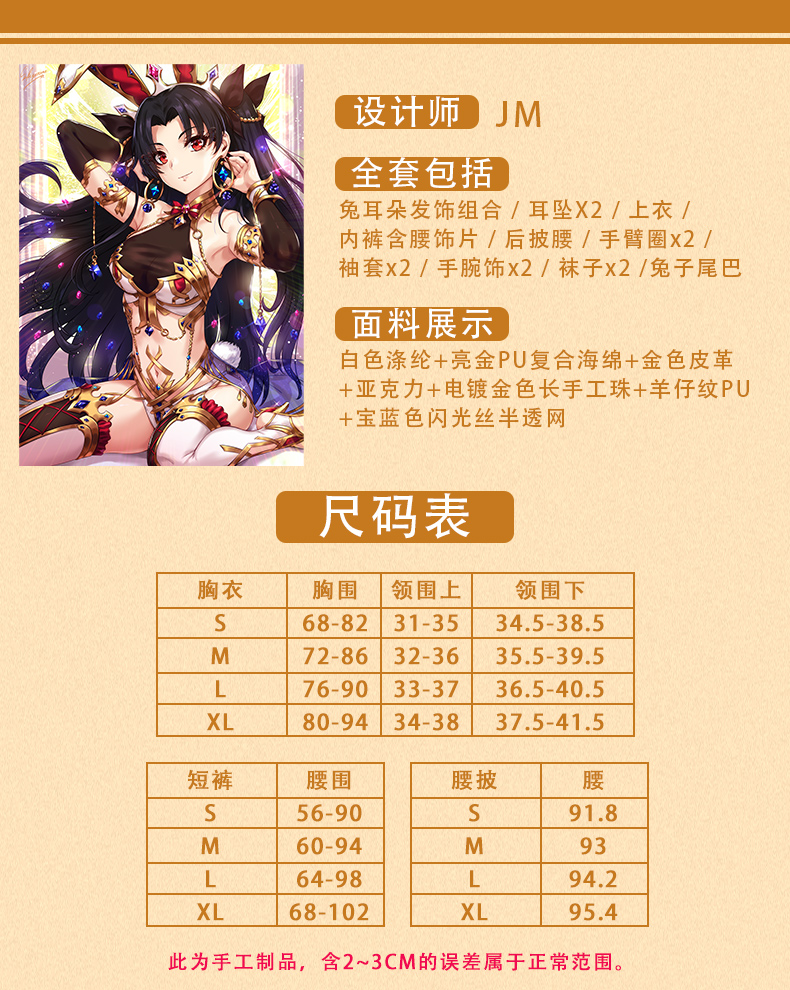 设计师 JM
全套包括
兔耳朵发饰组合 / 耳坠X2 / 上衣 /
内裤含腰饰片 / 后披腰 / 手臂圈x2 /
袖套x2 / 手腕饰x2 / 袜子x2 /兔子尾巴
面料展示
白色涤纶+亮金PU复合海绵+金色皮革
+亚克力+电镀金色长手工珠+羊仔纹PU
+宝蓝色闪光丝半透网
尺码表
胸衣 胸围 领围上 领围下
S 68-82 31-35 34.5-38.5
M 72-86 32-36 35.5-39.5
L 76-90 33-37 36.5-40.5
XL 80-94 34-38 37.5-41.5
短裤 腰围
S 56-90
M 60-94
L 64-98
XL 68-102
腰披 腰
S 91.8
M 93
L 94.2
XL 95.4
此为手工制品，含2~3CM的误差属于正常范围。